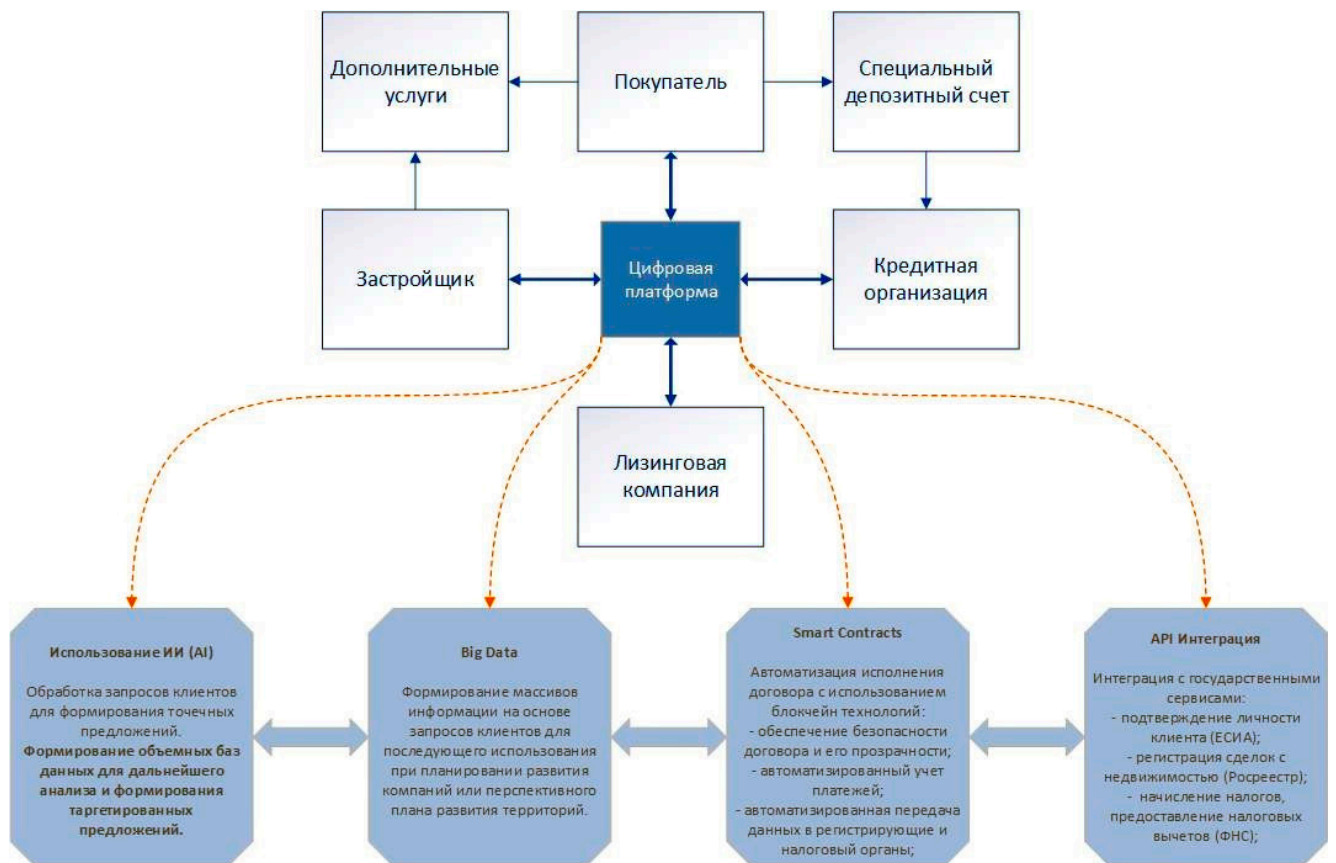 Дополнительные
услуги
Покупатель
Специальный
депозитный счет
Застройщик
Цифровая
платформа
Кредитная
организация
Лизинговая
компания
Использование ИИ (AI)
Обработка запросов клиентов
для формирования точечных
предложений.
Формирование объемных баз
данных для дальнейшего
анализа и формирования
таргетированных
предложений.
Big Data
Формирование массивов
информации на основе
запросов клиентов для
последующего использования
при планировании развития
компаний или перспективного
плана развития территорий.
Smart Contracts
Автоматизация исполнения
договора с использованием
блокчейн технологий:
- обеспечение безопасности
договора и его прозрачности;
- автоматизированный учет
платежей;
- автоматизированная передача
данных в регистрирующие и
налоговый органы;
API Интеграция
Интеграция с государственными
сервисами:
- подтверждение личности
клиента (ЕСИА);
- регистрация сделок с
недвижимостью (Росреестр);
- начисление налогов,
предоставление налоговых
вычетов (ФНС);